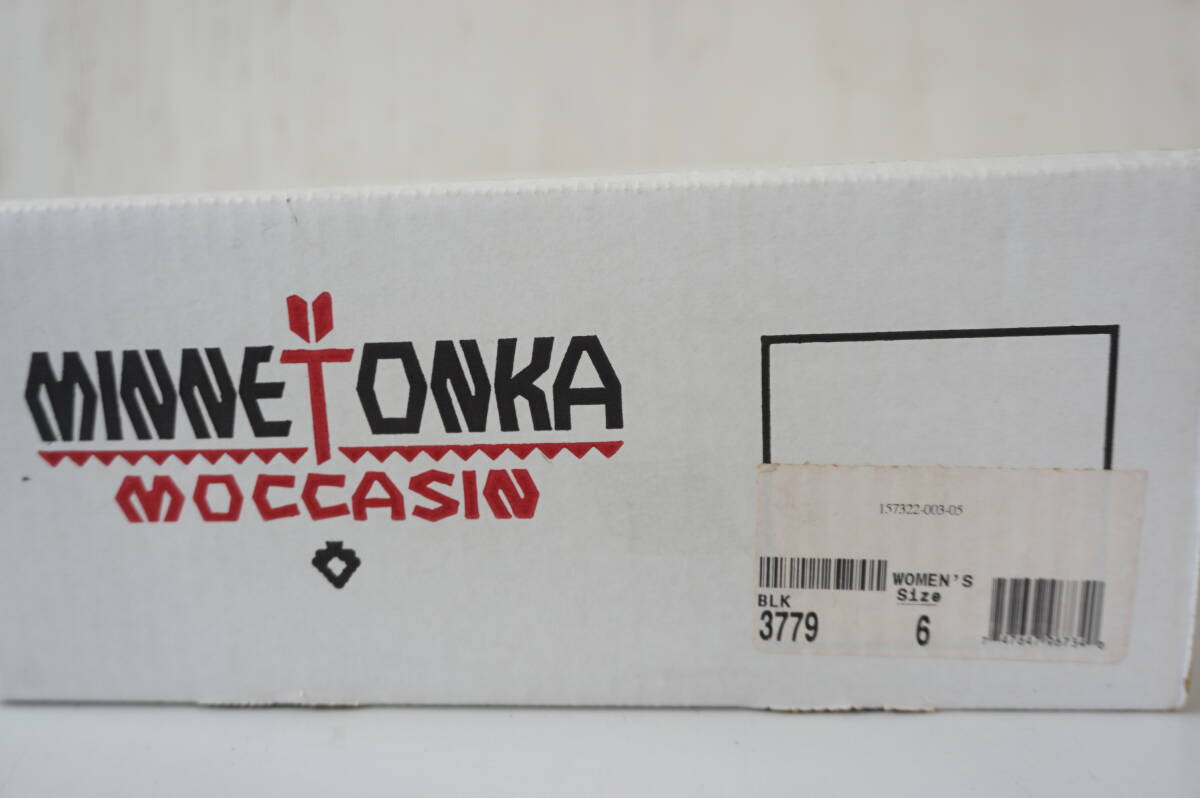 MINNETONKA
MOCCASIN
157322-003-05
WOMEN'S
BLK Size
3779 6